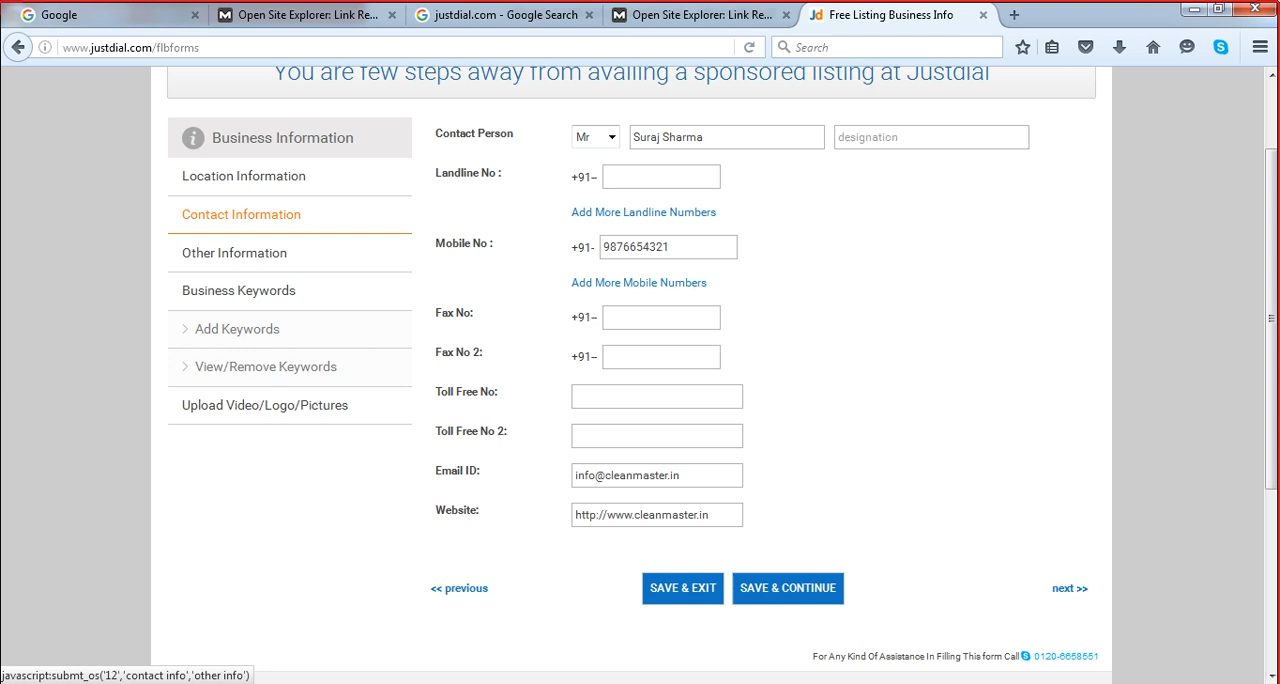 Google
Open Site Explorer: Link Re...
justdial.com - Google Search
Open Site Explorer: Link Re...
Free Listing Business Info
www.justdial.com/flbforms
Search
You are few steps away from availing a sponsored listing at Justdial
Business Information
Location Information
Contact Information
Other Information
Business Keywords
> Add Keywords
> View/Remove Keywords
Upload Video/Logo/Pictures
Contact Person Mr Suraj Sharma designation
Landline No : +91--
Add More Landline Numbers
Mobile No : +91- 9876654321
Add More Mobile Numbers
Fax No: +91--
Fax No 2: +91--
Toll Free No:
Toll Free No 2:
Email ID: info@cleanmaster.in
Website: http://www.cleanmaster.in
<< previous SAVE & EXIT SAVE & CONTINUE next >>
For Any Kind Of Assistance In Filling This form Call 0120-6658551
javascript:submt_os('12','contact info','other info')